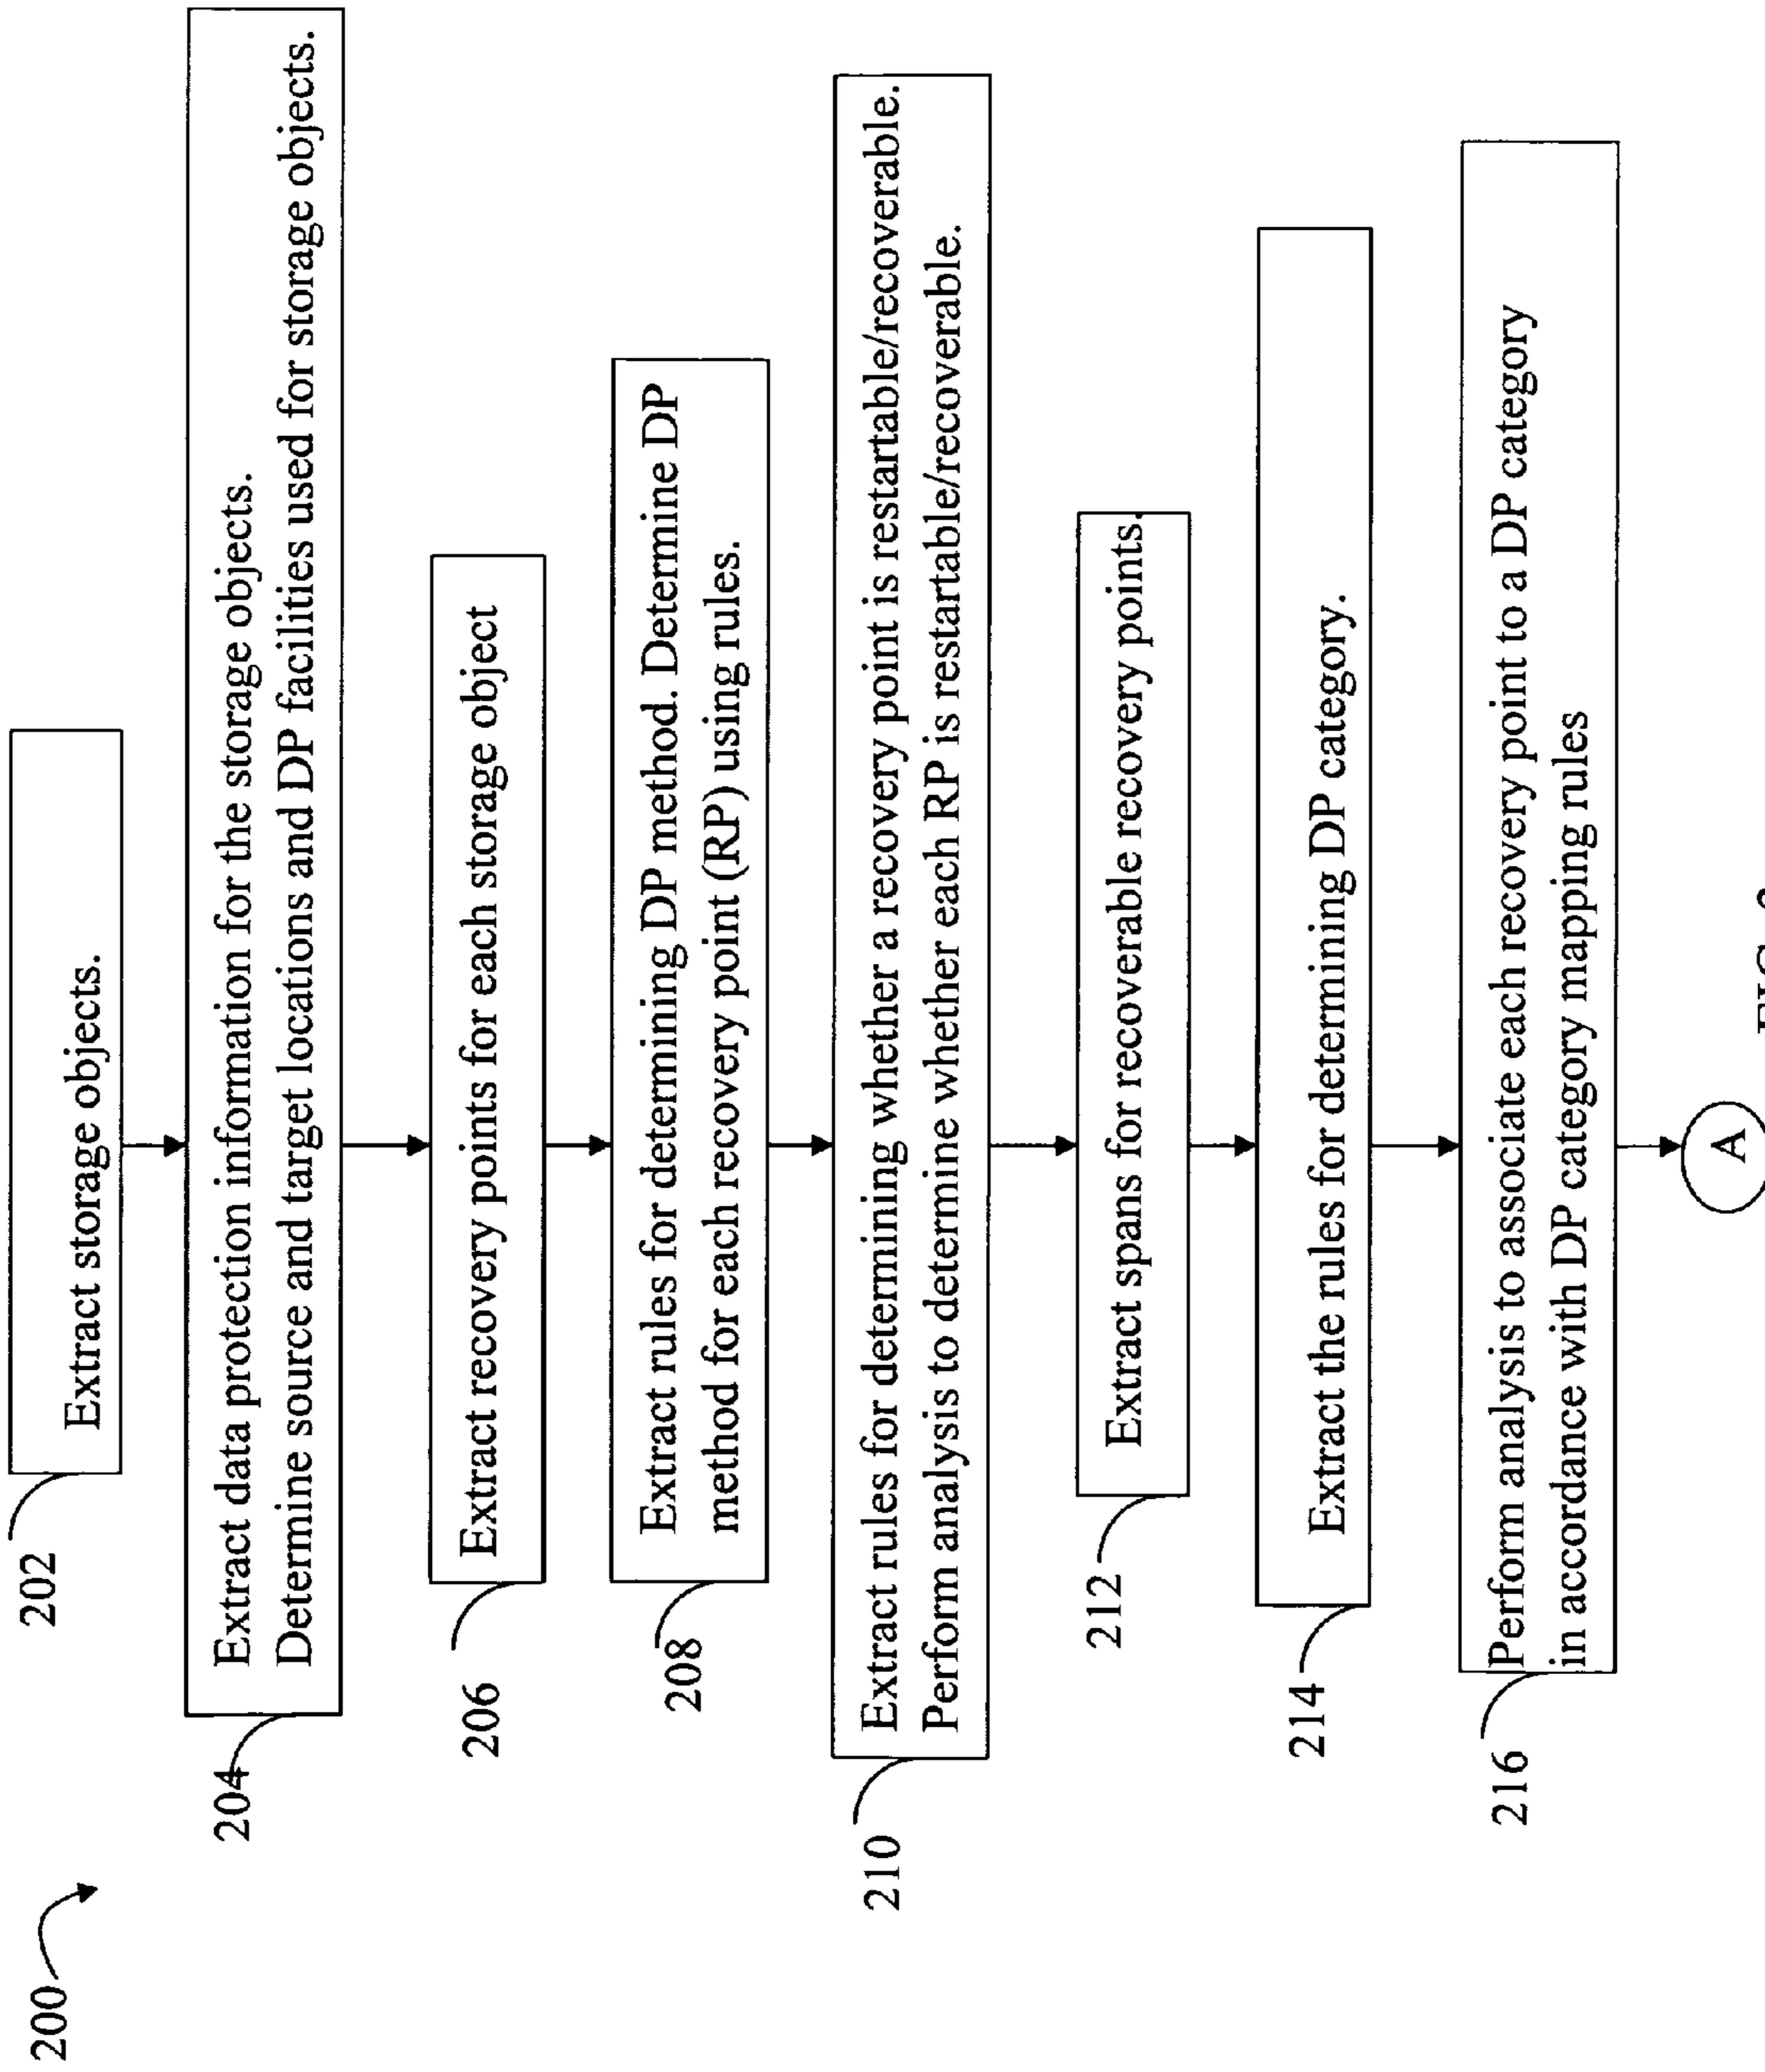 200
202
Extract storage objects.
204
Extract data protection information for the storage objects.
Determine source and target locations and DP facilities used for storage objects.
206
Extract recovery points for each storage object
208
Extract rules for determining DP method. Determine DP
method for each recovery point (RP) using rules.
210
Extract rules for determining whether a recovery point is restartable/recoverable.
Perform analysis to determine whether each RP is restartable/recoverable.
212
Extract spans for recoverable recovery points.
214
Extract the rules for determining DP category.
216
Perform analysis to associate each recovery point to a DP category
in accordance with DP category mapping rules
A